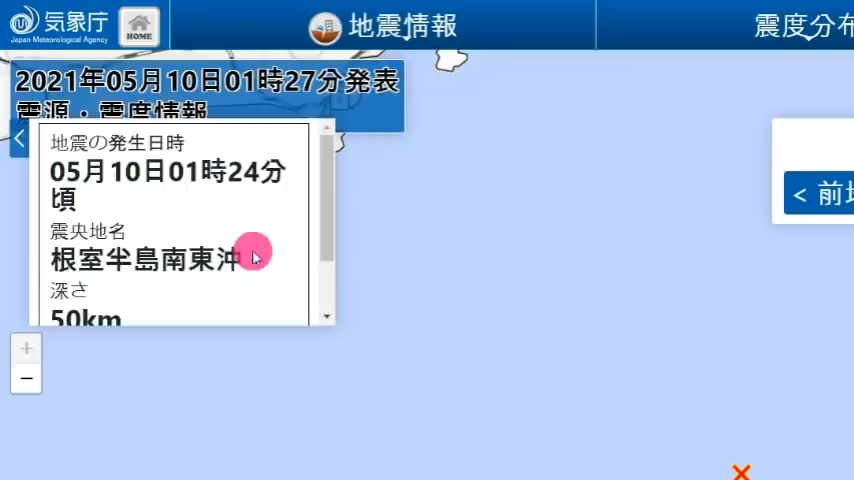 気象庁
Japan Meteorological Agency
HOME
地震情報
震度分布
2021年05月10日01時27分発表
震源・震度情報
<
地震の発生日時
05月10日01時24分
頃
震央地名
根室半島南東沖
深さ
50km
< 前
+
−